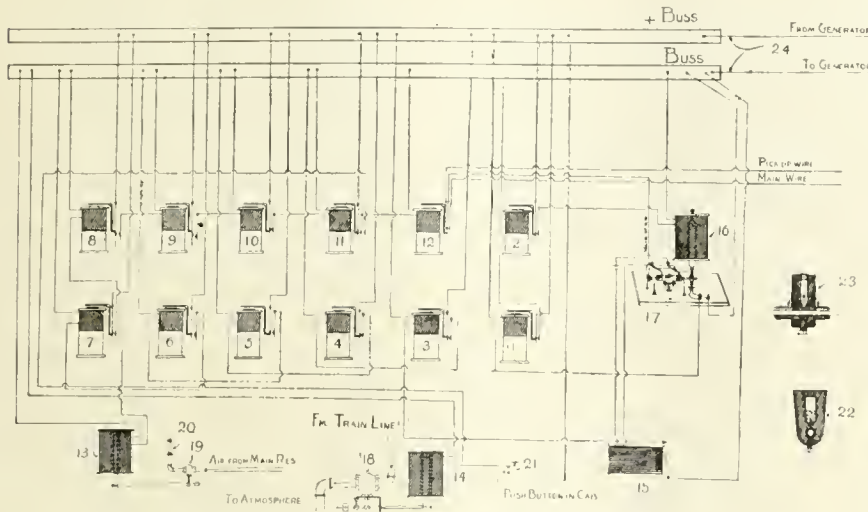 + BUSS
FROM GENERATOR
24
BUSS
TO GENERATOR
PICK UP WIRE
MAIN WIRE
8
9
10
11
12
2
16
23
17
7
6
5
4
3
1
22
20
FM. TRAIN LINE
13
19
18
AIR FROM MAIN RES
14
21
15
TO ATMOSPHERE
PUSH BUTTON IN CAB